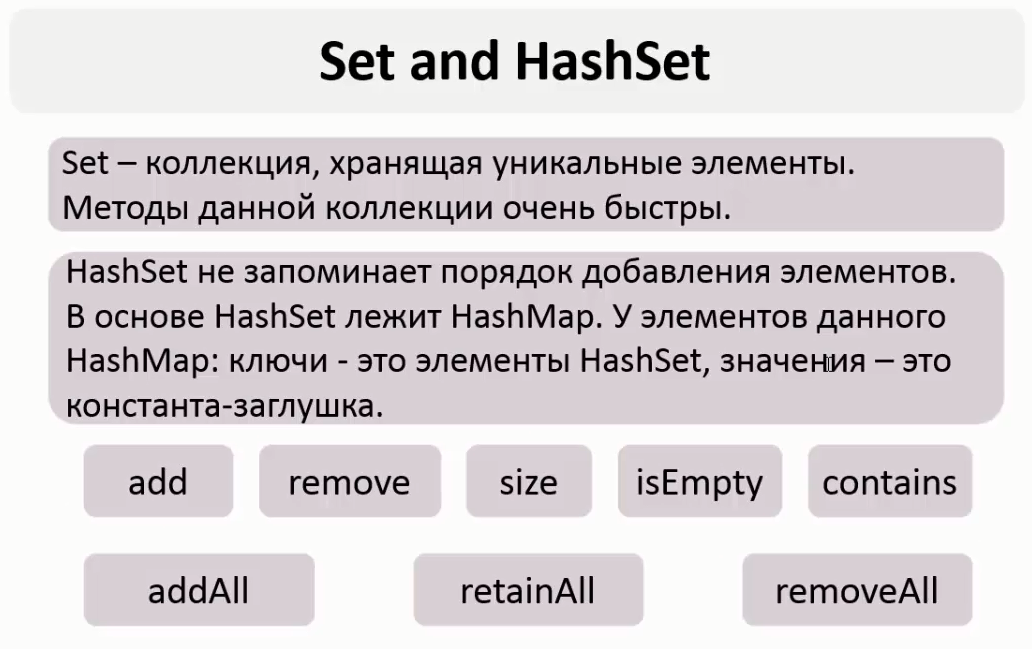 Set and HashSet
Set – коллекция, хранящая уникальные элементы.
Методы данной коллекции очень быстры.
HashSet не запоминает порядок добавления элементов.
В основе HashSet лежит HashMap. У элементов данного
HashMap: ключи - это элементы HashSet, значения – это
константа-заглушка.
add remove size isEmpty contains
addAll retainAll removeAll